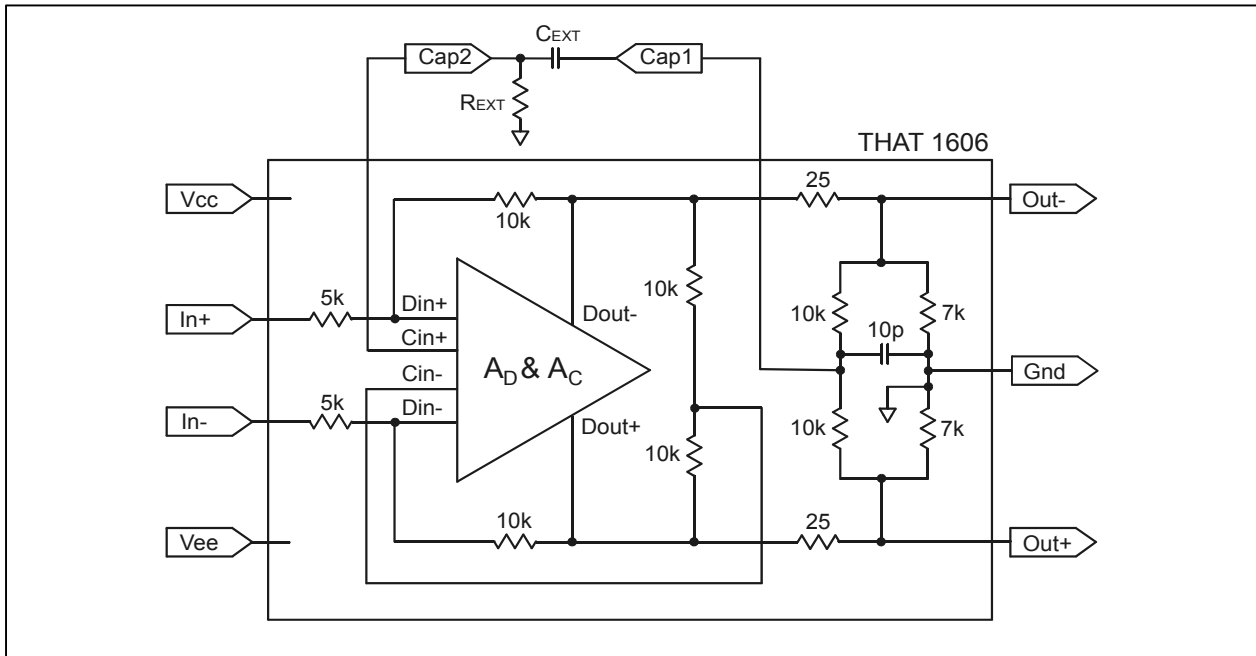 CEXT
Cap2
Cap1
REXT
THAT 1606
Vcc
25
Out-
10k
5k
Din+
Dout-
10k
10k
7k
In+
Cin+
10p
AD & AC
Gnd
Cin-
5k
Din-
In-
Dout+
10k
10k
7k
10k
25
Vee
Out+